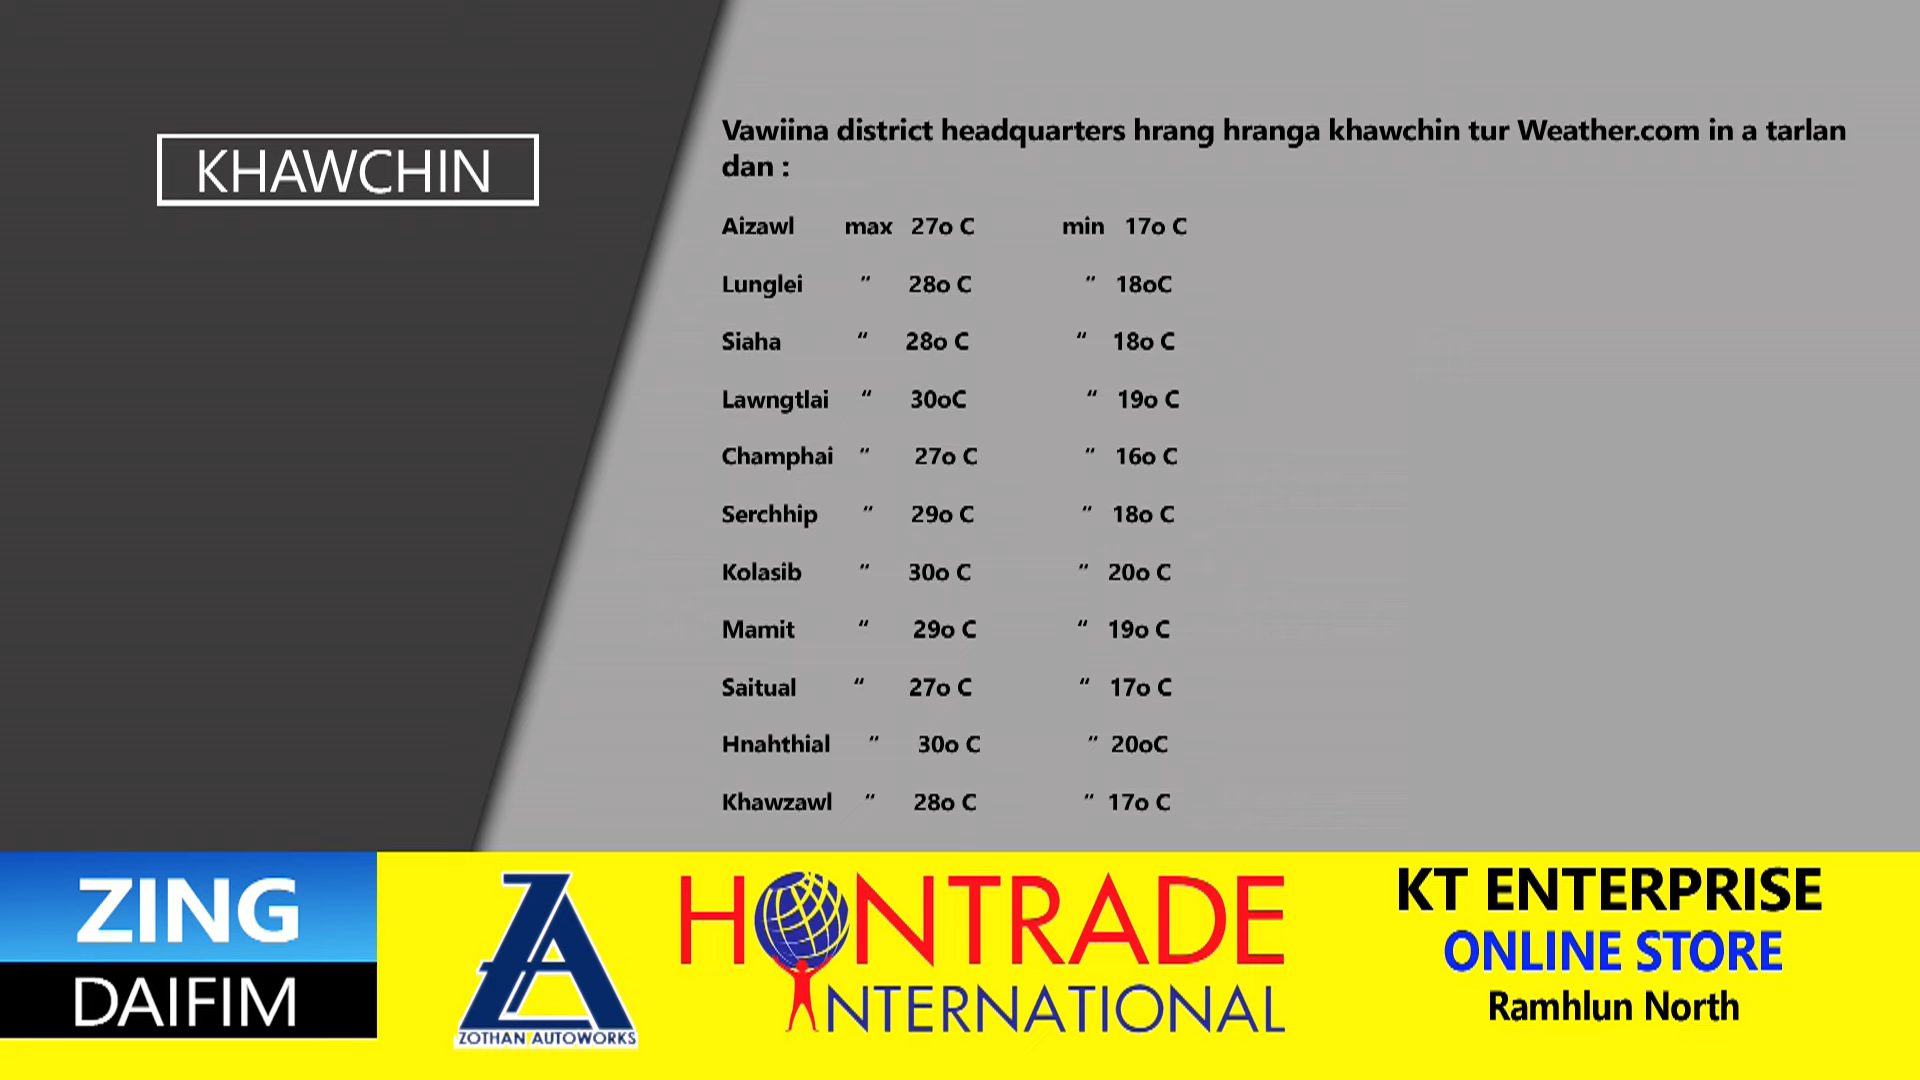 KHAWCHIN
Vawiina district headquarters hrang hranga khawchin tur Weather.com in a tarlan
dan :
Aizawl max 27o C min 17o C
Lunglei " 28o C " 18oC
Siaha “ 28o C “ 18o C
Lawngtlai “ 30oC “ 19o C
Champhai " 27o C " 16o C
Serchhip " 29o C " 18o C
Kolasib " 30o C " 20o C
Mamit “ 29o C “ 19o C
Saitual “ 27o C “ 17o C
Hnahthial " 30o C " 20oC
Khawzawl " 28o C " 17o C
ZING
DAIFIM
ZA
ZOTHAN AUTOWORKS
HONTRADE
INTERNATIONAL
KT ENTERPRISE
ONLINE STORE
Ramhlun North